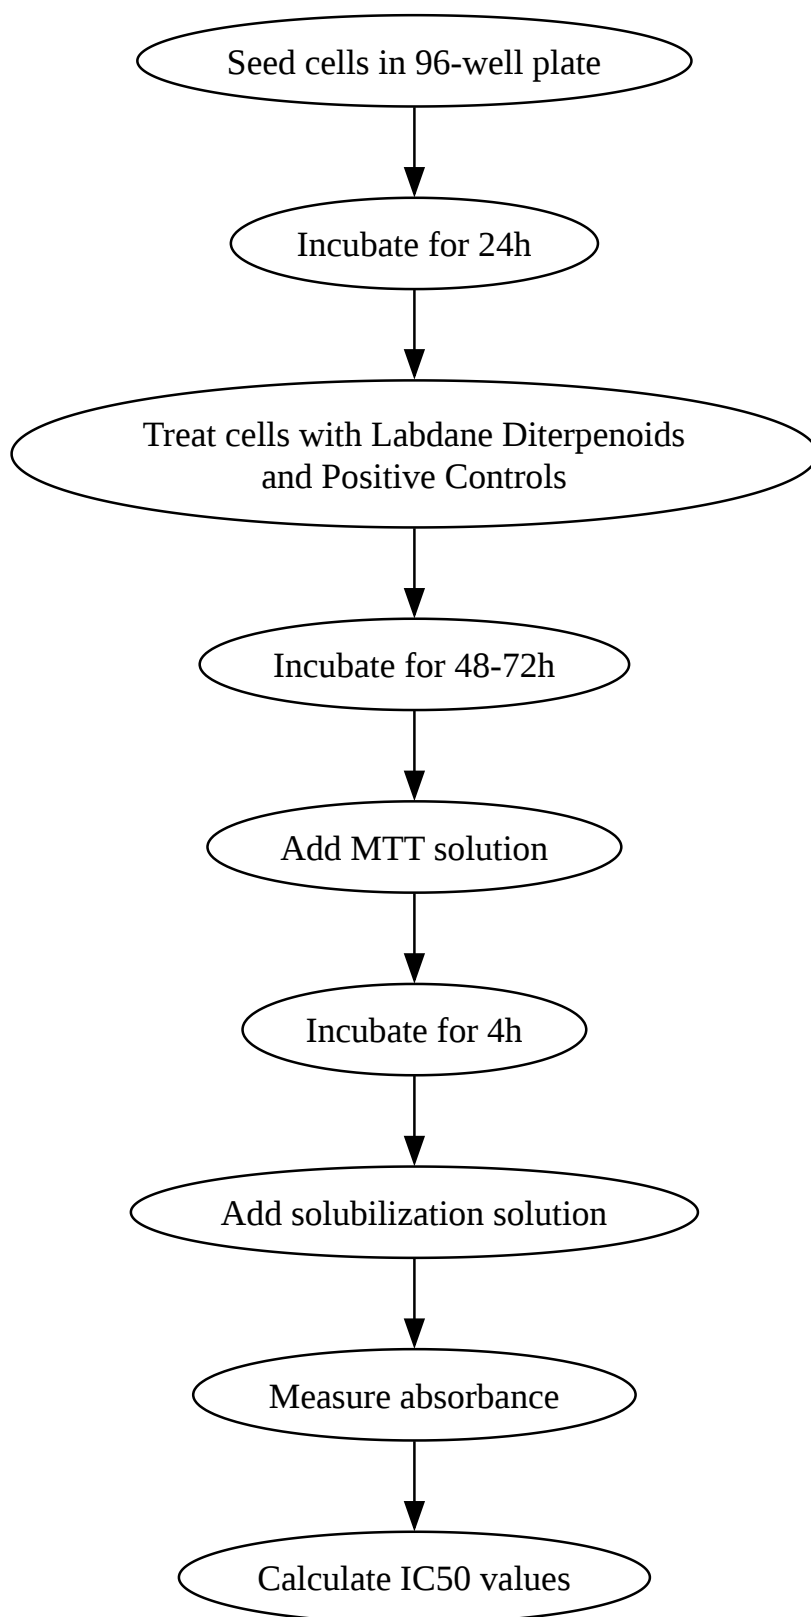 Seed cells in 96-well plate
Incubate for 24h
Treat cells with Labdane Diterpenoids
and Positive Controls
Incubate for 48-72h
Add MTT solution
Incubate for 4h
Add solubilization solution
Measure absorbance
Calculate IC50 values